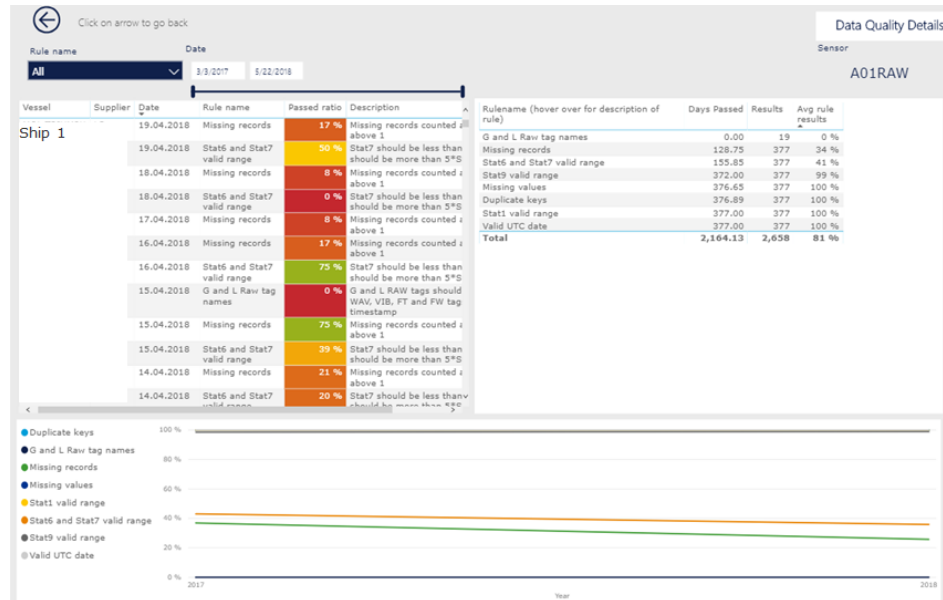 Click on arrow to go back
Data Quality Details
Rule name
Date
Sensor
All
3/3/2017 5/22/2018
A01RAW
Vessel Supplier Date Rule name Passed ratio Description
Ship 1
19.04.2018 Missing records 17 % Missing records counted a
above 1
19.04.2018 Stat6 and Stat7 50 % Stat7 should be less than
valid range should be more than 5*S
18.04.2018 Missing records 8 % Missing records counted a
above 1
18.04.2018 Stat6 and Stat7 0 % Stat7 should be less than
valid range should be more than 5*S
17.04.2018 Missing records 8 % Missing records counted a
above 1
16.04.2018 Missing records 17 % Missing records counted a
above 1
16.04.2018 Stat6 and Stat7 75 % Stat7 should be less than
valid range should be more than 5*S
15.04.2018 G and L Raw tag 0 % G and L RAW tags should
names WAV, VIB, FT and FW tag
timestamp
15.04.2018 Missing records 75 % Missing records counted a
above 1
15.04.2018 Stat6 and Stat7 39 % Stat7 should be less than
valid range should be more than 5*S
14.04.2018 Missing records 21 % Missing records counted a
above 1
14.04.2018 Stat6 and Stat7 20 % Stat7 should be less than
valid range should be more than 5*S
Rulename (hover over for description of Days Passed Results Avg rule
rule) results
G and L Raw tag names 0.00 19 0 %
Missing records 128.75 377 34 %
Stat6 and Stat7 valid range 155.85 377 41 %
Stat9 valid range 372.00 377 99 %
Missing values 376.65 377 100 %
Duplicate keys 376.89 377 100 %
Stat1 valid range 377.00 377 100 %
Valid UTC date 377.00 377 100 %
Total 2,164.13 2,658 81 %
Duplicate keys
G and L Raw tag names
Missing records
Missing values
Stat1 valid range
Stat6 and Stat7 valid range
Stat9 valid range
Valid UTC date
100 %
80 %
60 %
40 %
20 %
0 %
2017 2018
Year